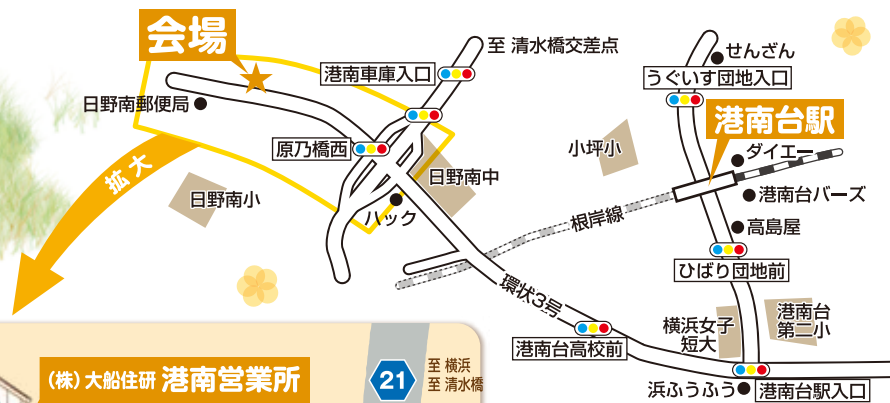 会場
至 清水橋交差点
せんざん
港南車庫入口
うぐいす団地入口
日野南郵便局
港南台駅
原乃橋西
小坪小
ダイエー
拡大
日野南中
日野南小
港南台バーズ
ハック
根岸線
高島屋
ひばり団地前
環状3号
港南台
第二小
横浜女子
短大
港南台高校前
(株)大船住研 港南営業所
21
至 横浜
至 清水橋
浜ふうふう
港南台駅入口